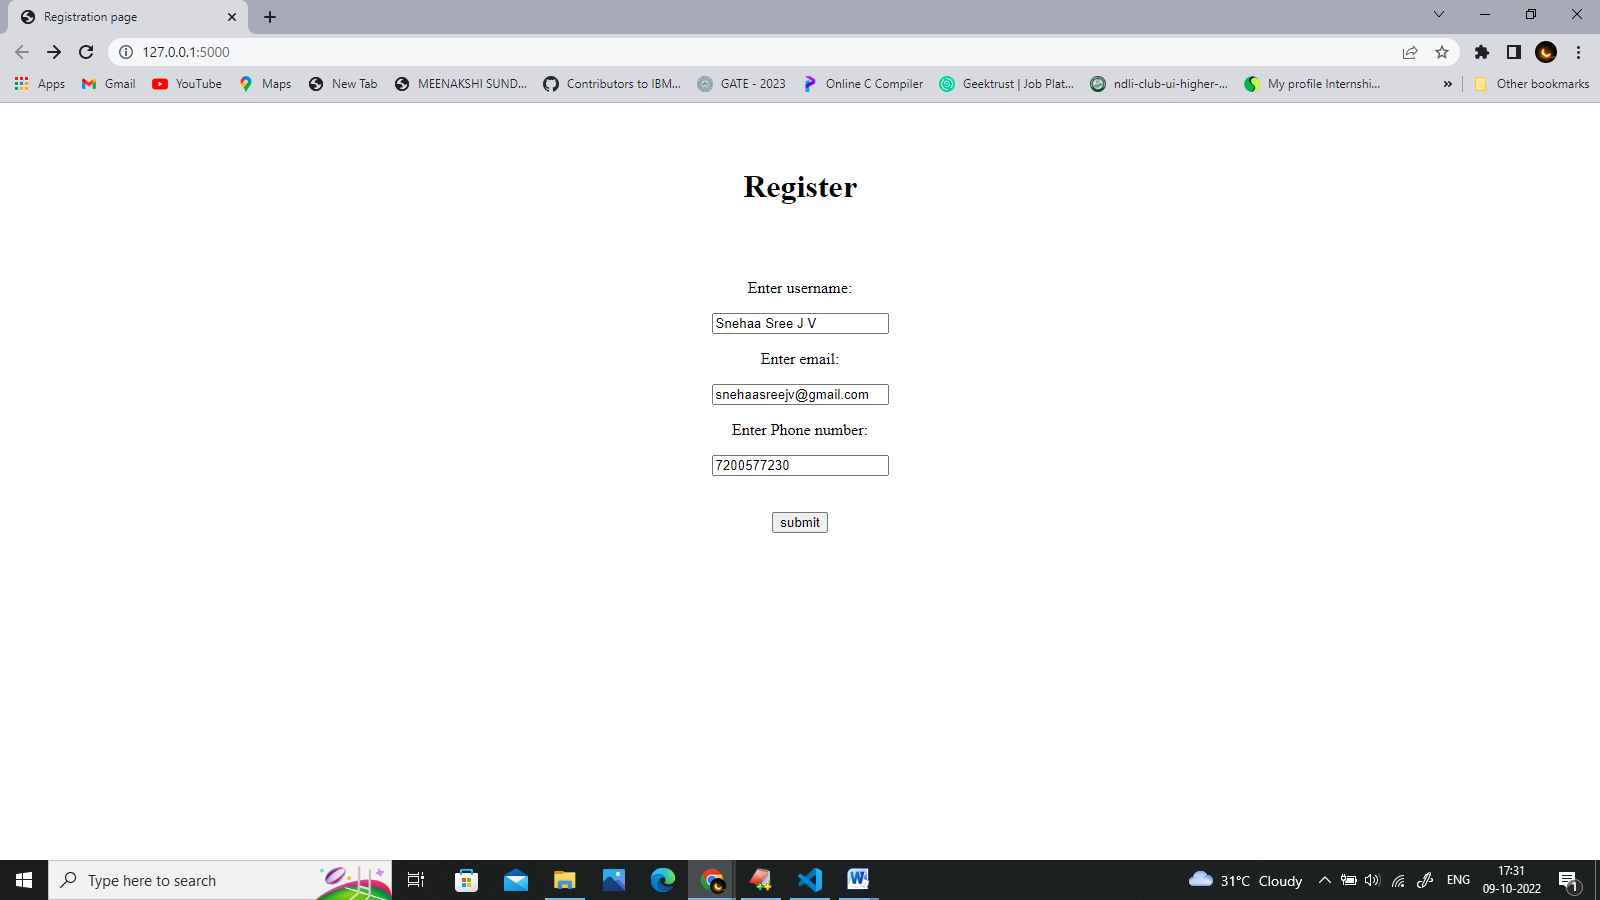 Registration page
127.0.0.1:5000
Apps Gmail YouTube Maps New Tab MEENAKSHI SUND... Contributors to IBM... GATE - 2023 Online C Compiler Geektrust | Job Plat... ndli-club-ui-higher-... My profile Internshi... » Other bookmarks
Register
Enter username:
Snehaa Sree J V
Enter email:
snehaasreejv@gmail.com
Enter Phone number:
7200577230
submit
Type here to search
31°C Cloudy
ENG
17:31
09-10-2022
1